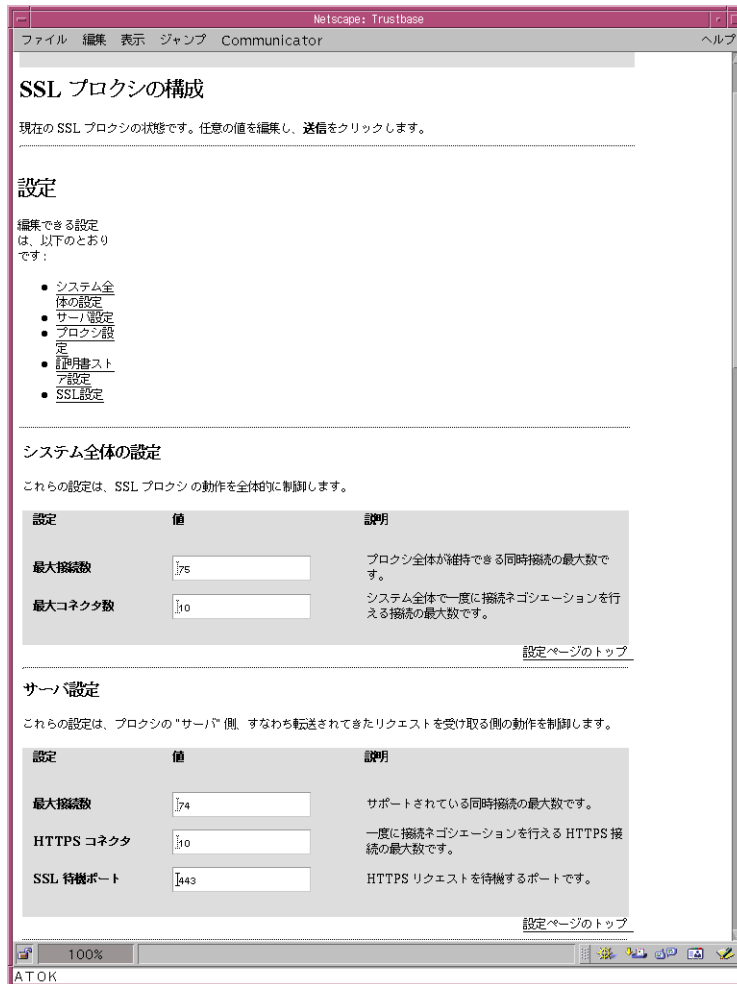 Netscape: Trustbase
ファイル 編集 表示 ジャンプ Communicator ヘルプ
SSL プロクシの構成
現在の SSL プロクシの状態です。任意の値を編集し、送信をクリックします。
設定
編集できる設定
は、以下のとおり
です:
システム全
体の設定
サーバ設定
プロクシ設
定
証明書スト
ア設定
SSL設定
システム全体の設定
これらの設定は、SSL プロクシ の動作を全体的に制御します。
設定 値 説明
最大接続数 75 プロクシ全体が維持できる同時接続の最大数で
す。
最大コネクタ数 10 システム全体で一度に接続ネゴシエーションを行
える接続の最大数です。
設定ページのトップ
サーバ設定
これらの設定は、プロクシの "サーバ" 側、すなわち転送されてきたリクエストを受け取る側の動作を制御します。
設定 値 説明
最大接続数 74 サポートされている同時接続の最大数です。
HTTPS コネクタ 10 一度に接続ネゴシエーションを行える HTTPS 接
続の最大数です。
SSL 待機ポート 443 HTTPS リクエストを待機するポートです。
設定ページのトップ
100%
ATOK